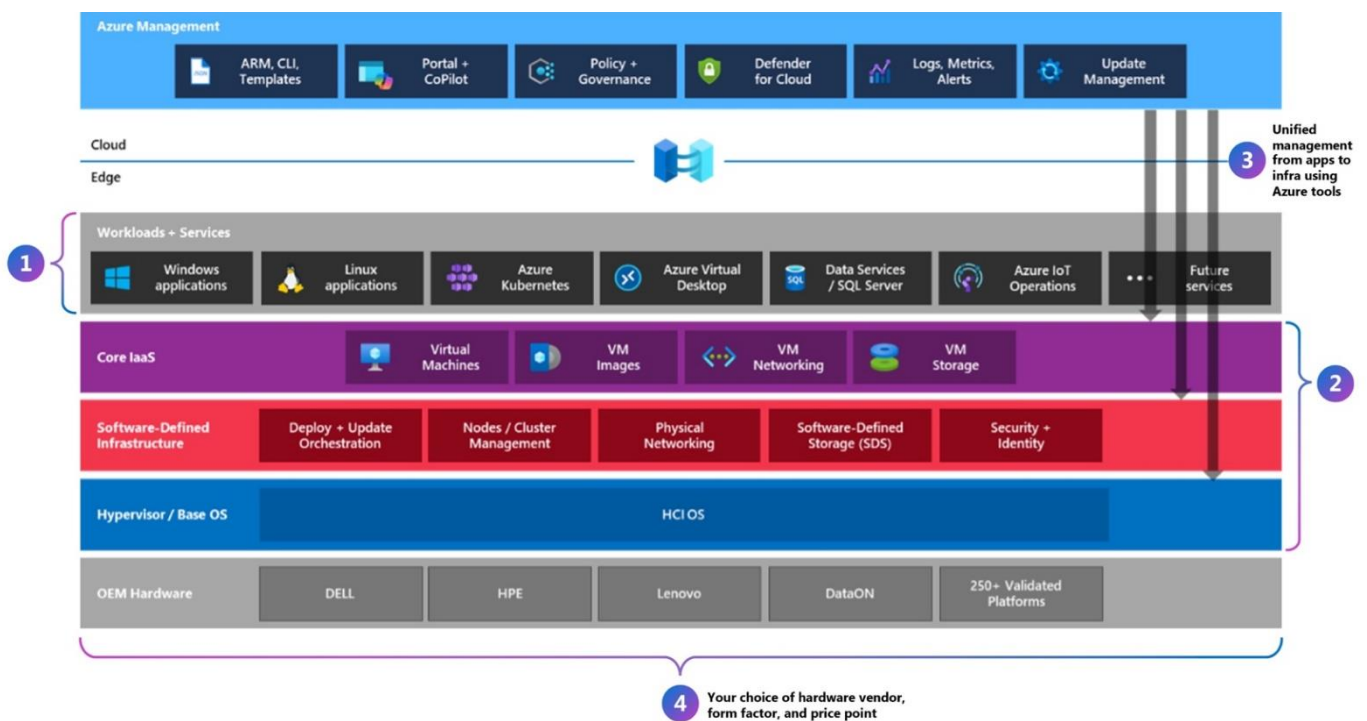 Azure Management
ARM, CLI,
Templates
Portal +
CoPilot
Policy +
Governance
Defender
for Cloud
Logs, Metrics,
Alerts
Update
Management
Cloud
Edge
3
Unified
management
from apps to
infra using
Azure tools
1
Workloads + Services
Windows
applications
Linux
applications
Azure
Kubernetes
Azure Virtual
Desktop
SQL
Data Services
/ SQL Server
Azure IoT
Operations
Future
services
2
Core IaaS
Virtual
Machines
VM
Images
VM
Networking
VM
Storage
Software-Defined
Infrastructure
Deploy + Update
Orchestration
Nodes / Cluster
Management
Physical
Networking
Software-Defined
Storage (SDS)
Security +
Identity
Hypervisor / Base OS
HCI OS
OEM Hardware
DELL
HPE
Lenovo
DataON
250+ Validated
Platforms
4
Your choice of hardware vendor,
form factor, and price point